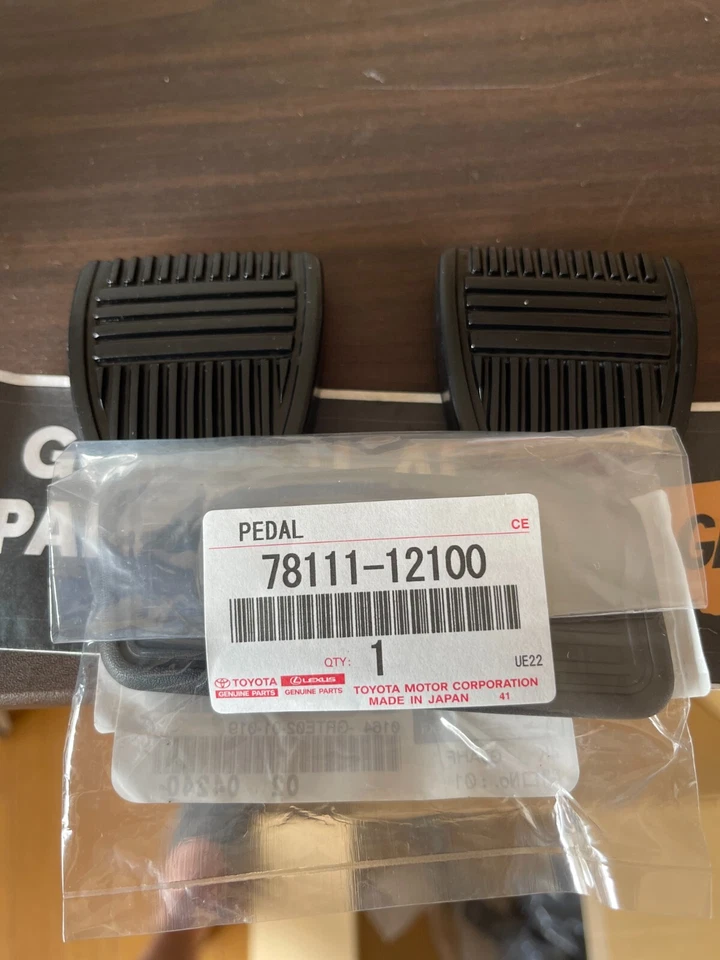 G
PA
G
PEDAL
CE
78111-12100
QTY: 1
UE22
TOYOTA
GENUINE PARTS
LEXUS
GENUINE PARTS
TOYOTA MOTOR CORPORATION
MADE IN JAPAN 41